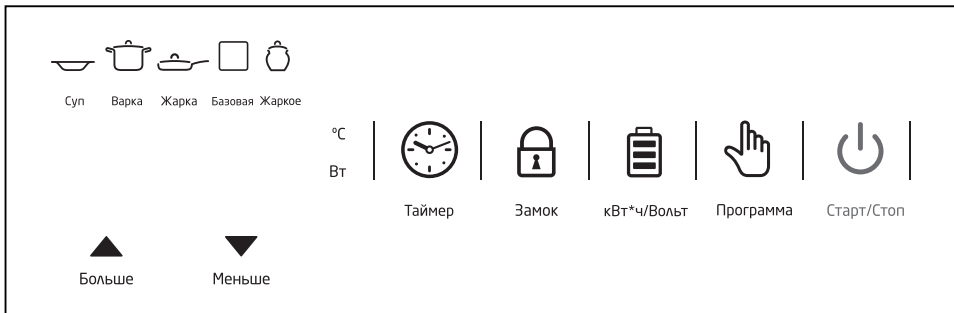 Суп Варка Жарка Базовая Жаркое
°C
Вт
Таймер Замок кВт*ч/Вольт Программа Старт/Стоп
Больше Меньше